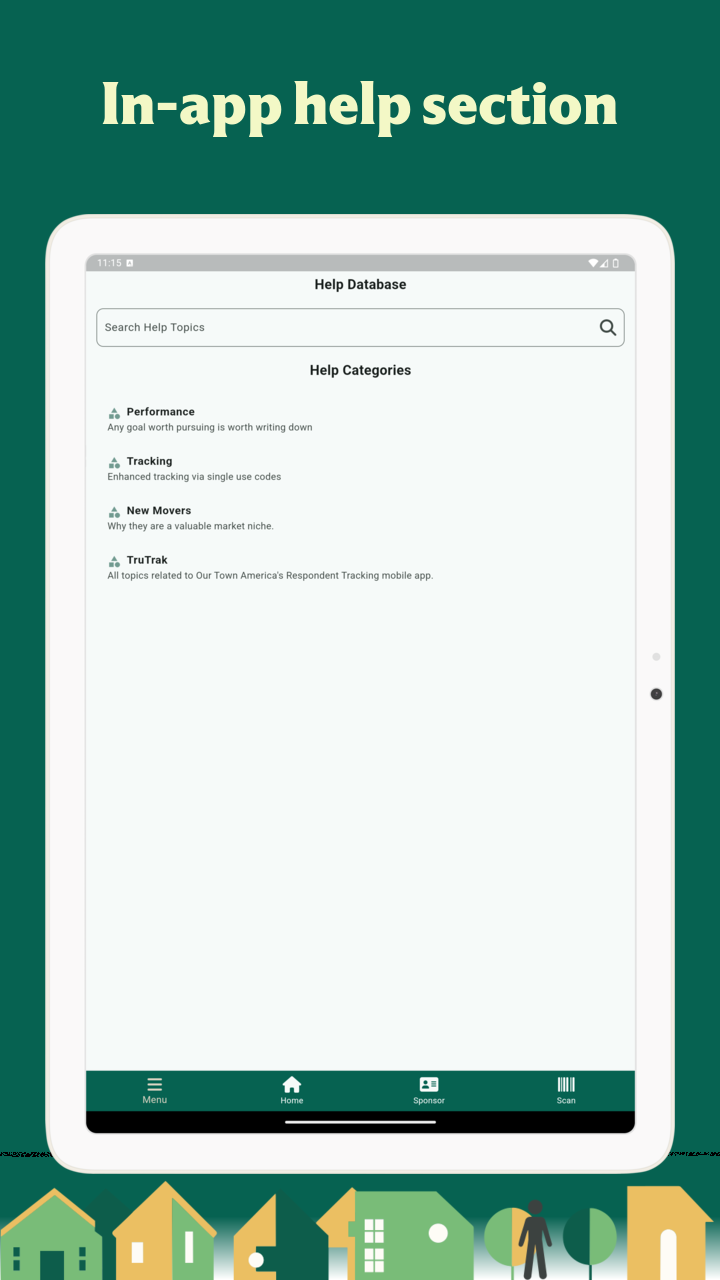 In-app help section
11:15
Help Database
Search Help Topics
Help Categories
Performance
Any goal worth pursuing is worth writing down
Tracking
Enhanced tracking via single use codes
New Movers
Why they are a valuable market niche.
TruTrak
All topics related to Our Town America's Respondent Tracking mobile app.
Menu Home Sponsor Scan